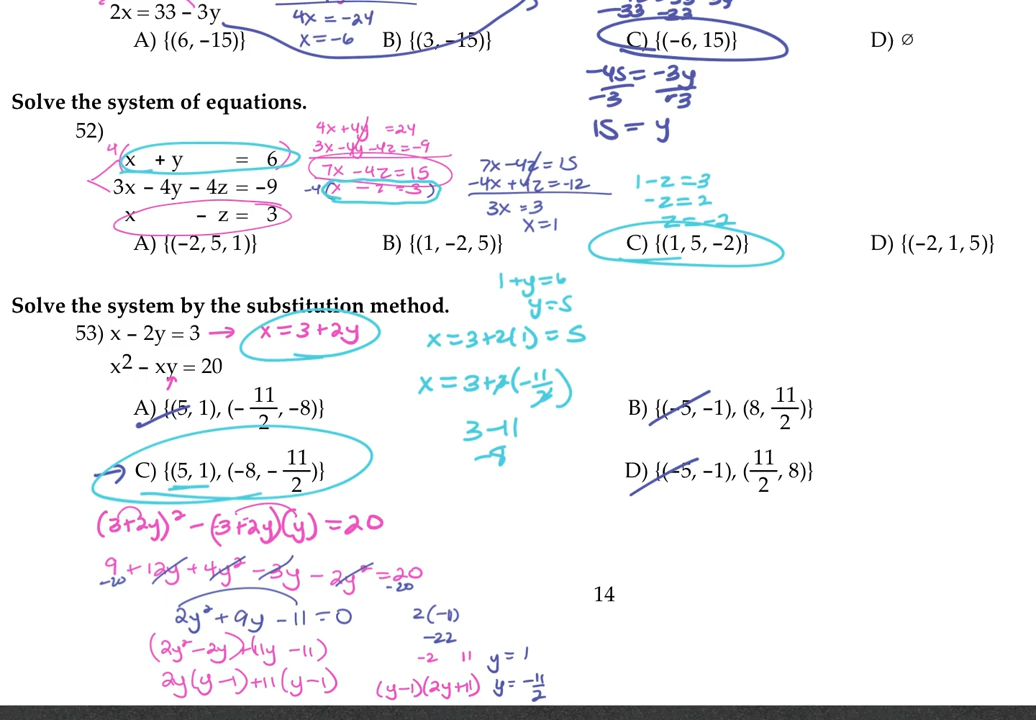 2x = 33 – 3y
4x = -24
x = -6
A) {(6, –15)}
B) {(3, –15)}
C) {(–6, 15)}
D) ∅
-45 = -3y
-3 -3
15 = y
Solve the system of equations.
52)
4
x + y = 6
3x – 4y – 4z = –9
x – z = 3
4x+4y =24
3x-4y-4z=-9
7x -4z=15
-4(x - z =3)
7x-4z=15
-4x+4z=-12
3x =3
x=1
1-z=3
-z=2
z=-2
A) {(–2, 5, 1)}
B) {(1, –2, 5)}
C) {(1, 5, –2)}
D) {(–2, 1, 5)}
1+y=6
y=5
Solve the system by the substitution method.
53) x – 2y = 3 → x=3+2y
x2 – xy = 20
x=3+2(1)=5
x=3+2(-11/2)
3-11
-8
A) {(5, 1), (– 11/2, –8)}
B) {(–5, –1), (8, 11/2)}
C) {(5, 1), (–8, – 11/2)}
D) {(–5, –1), (11/2, 8)}
(3+2y)² -(3+2y)(y) =20
9+12y+4y²-3y-2y²=20
-20 -20
2y²+9y-11=0
(2y²-2y)+(11y-11)
2y(y-1)+11(y-1)
2(-11)
-22
-2 11
(y-1)(2y+11)
y=1
y=-11/2
14